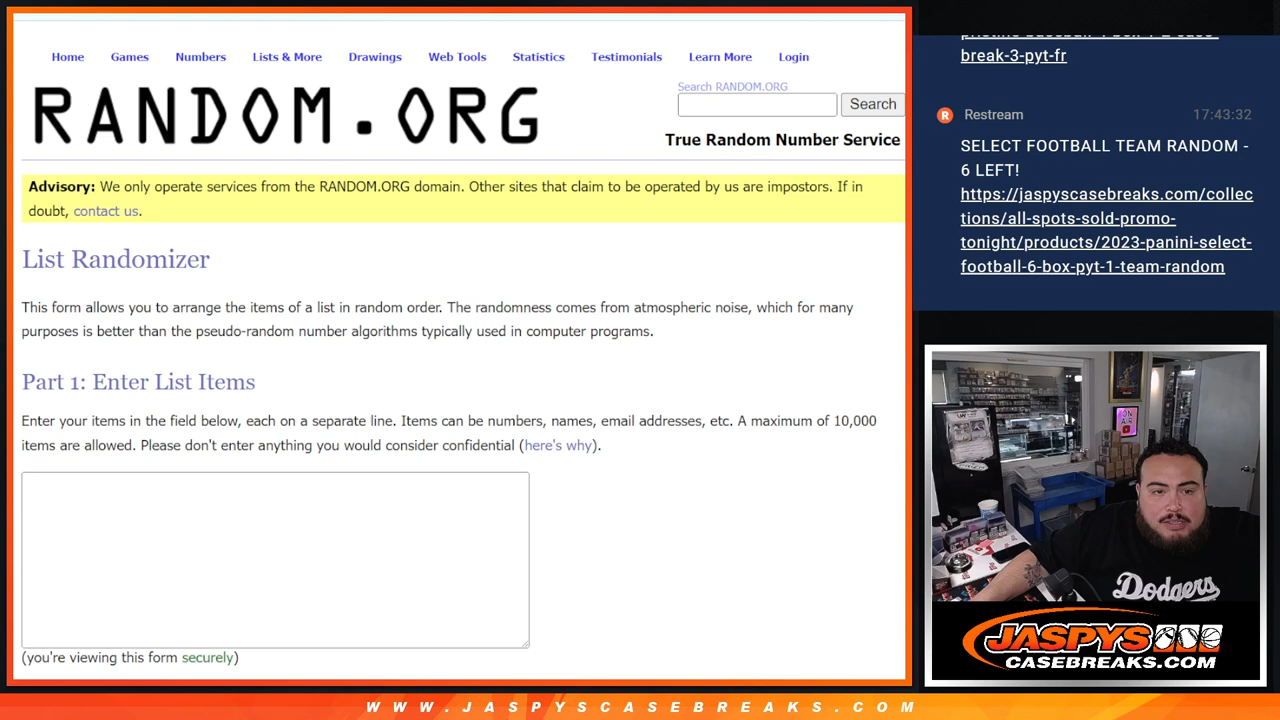 Home Games Numbers Lists & More Drawings Web Tools Statistics Testimonials Learn More Login
RANDOM.ORG
Search RANDOM.ORG
Search
True Random Number Service
Advisory: We only operate services from the RANDOM.ORG domain. Other sites that claim to be operated by us are impostors. If in
doubt, contact us.
List Randomizer
This form allows you to arrange the items of a list in random order. The randomness comes from atmospheric noise, which for many
purposes is better than the pseudo-random number algorithms typically used in computer programs.
Part 1: Enter List Items
Enter your items in the field below, each on a separate line. Items can be numbers, names, email addresses, etc. A maximum of 10,000
items are allowed. Please don't enter anything you would consider confidential (here's why).
(you're viewing this form securely)
break-3-pyt-fr
R Restream 17:43:32
SELECT FOOTBALL TEAM RANDOM -
6 LEFT!
https://jaspyscasebreaks.com/collec
tions/all-spots-sold-promo-
tonight/products/2023-panini-select-
football-6-box-pyt-1-team-random
ON
AIR
Dodgers
JASPYS
CASEBREAKS.COM
WWW.JASPYSCASEBREAKS.COM